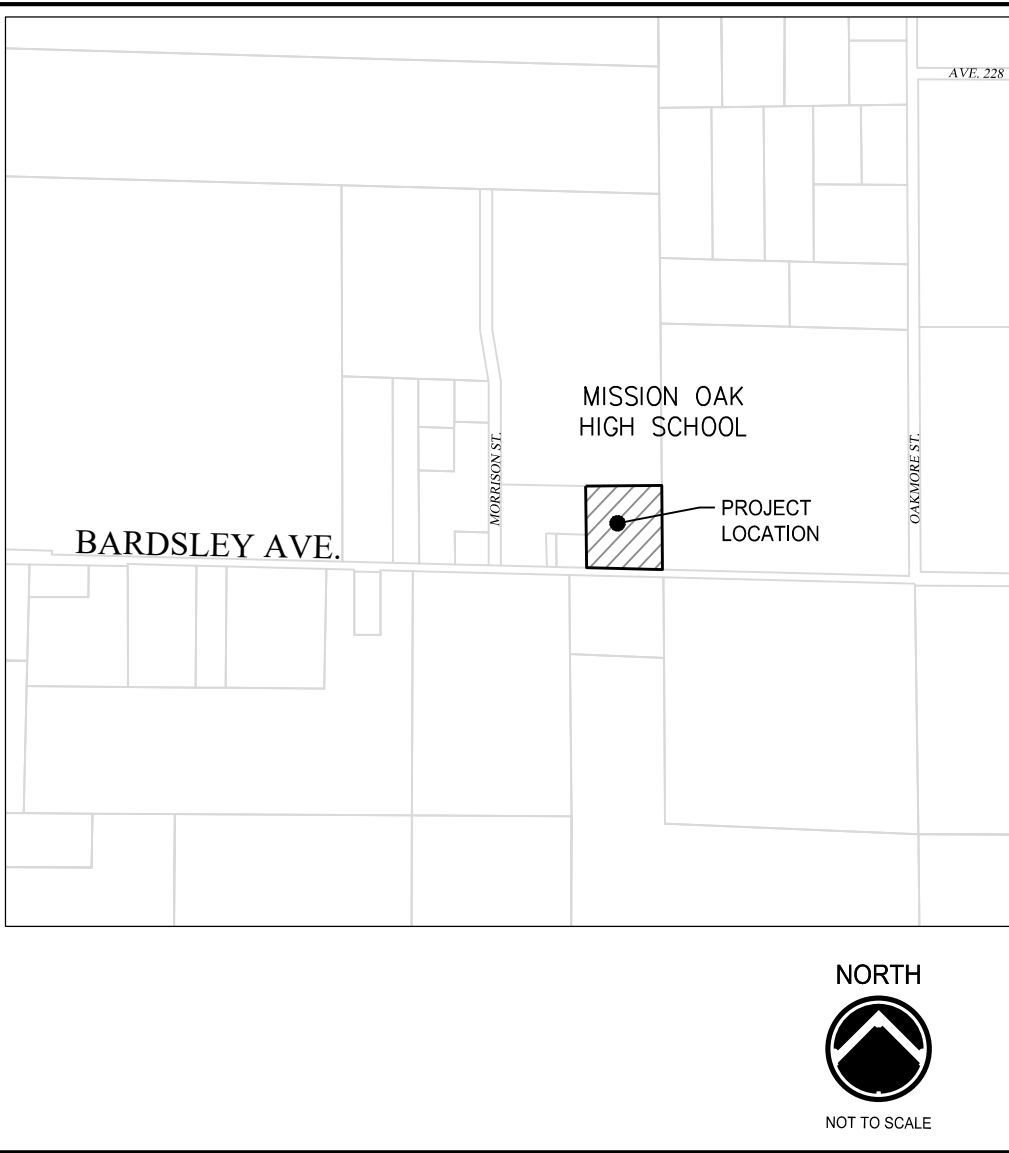 AVE. 228
MISSION OAK
HIGH SCHOOL
MORRISON ST.
OAKMORE ST.
PROJECT
LOCATION
BARDSLEY AVE.
NORTH
NOT TO SCALE